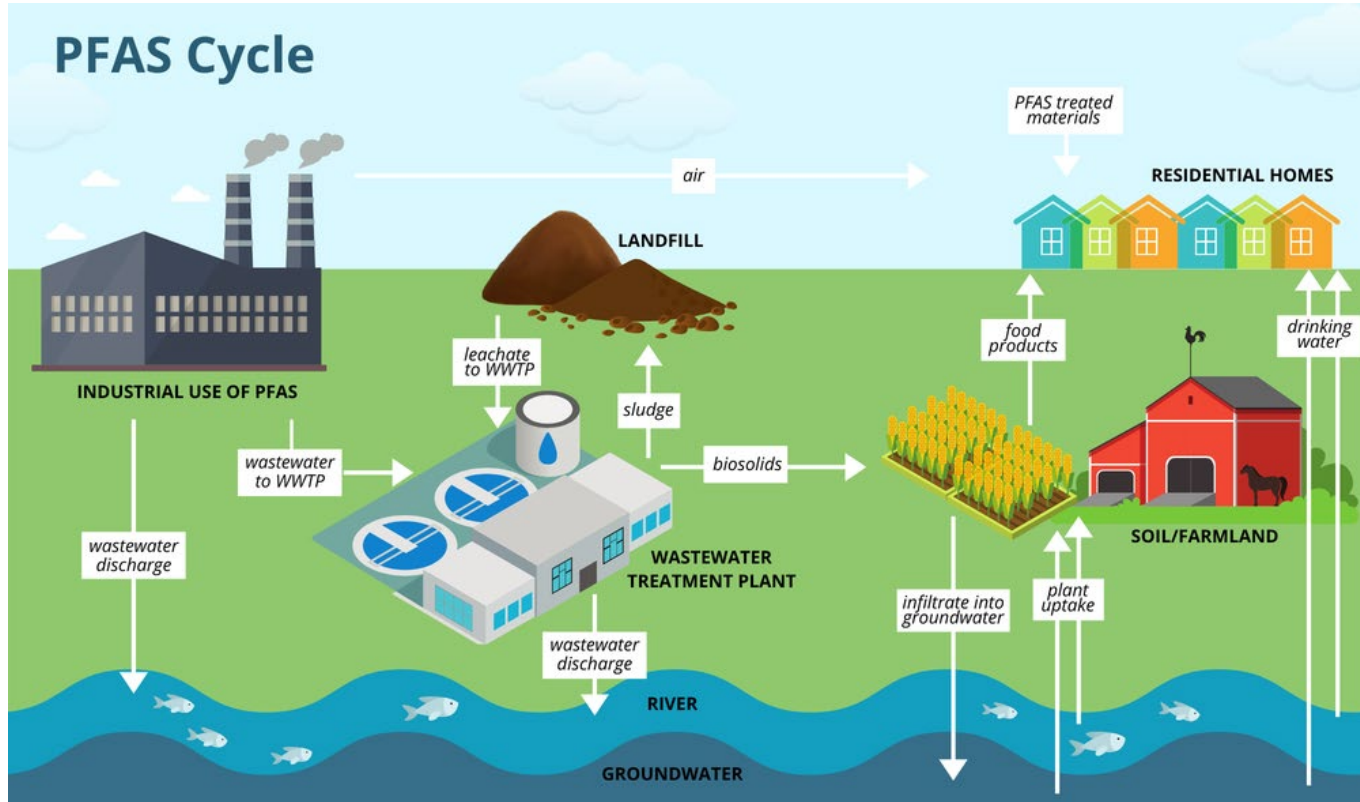 PFAS Cycle
PFAS treated
materials
air
RESIDENTIAL HOMES
LANDFILL
leachate
to WWTP
food
products
drinking
water
INDUSTRIAL USE OF PFAS
sludge
wastewater
to WWTP
biosolids
SOIL/FARMLAND
wastewater
discharge
WASTEWATER
TREATMENT PLANT
infiltrate into
groundwater
plant
uptake
wastewater
discharge
RIVER
GROUNDWATER